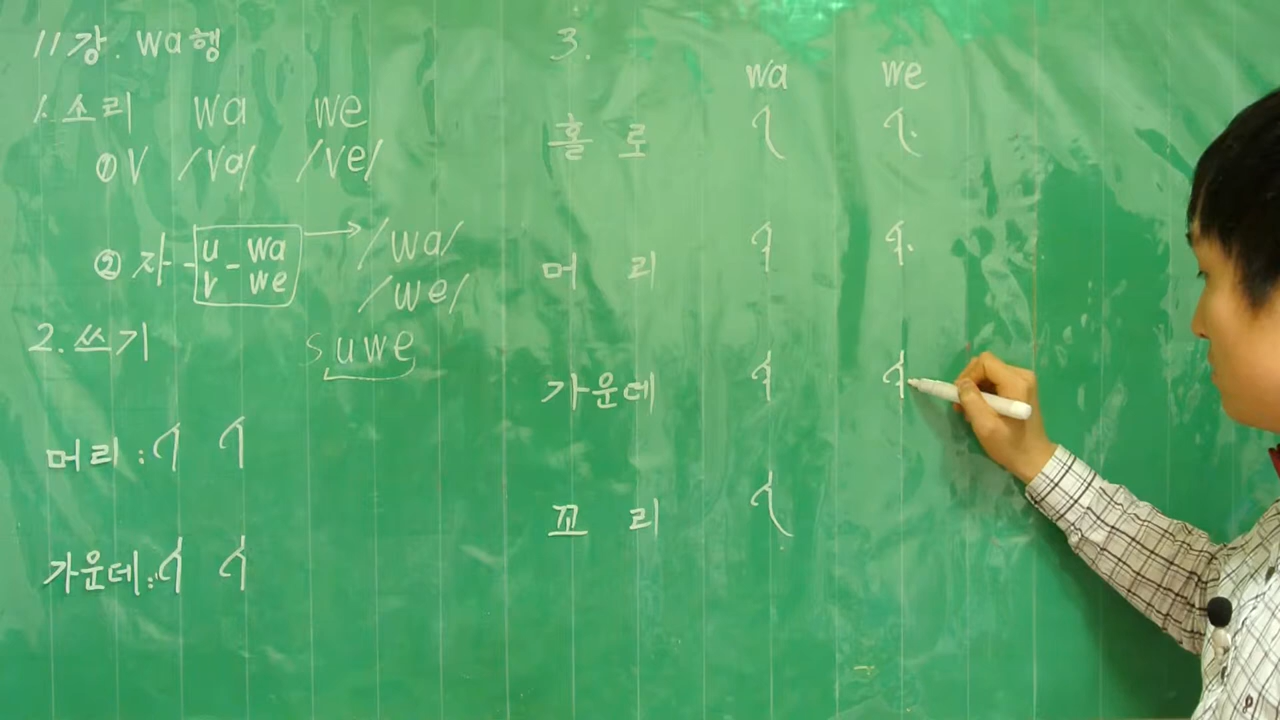 11강. wa행
1. 소리 wa we
① V /va/ /ve/
② 자 - u v - wa we → /wa/ /we/
2. 쓰기 suwe
머리 : ᠸ ᠸ
가운데 : ᠸ ᠸ
3.
wa we
홀로
머리
가운데
꼬리